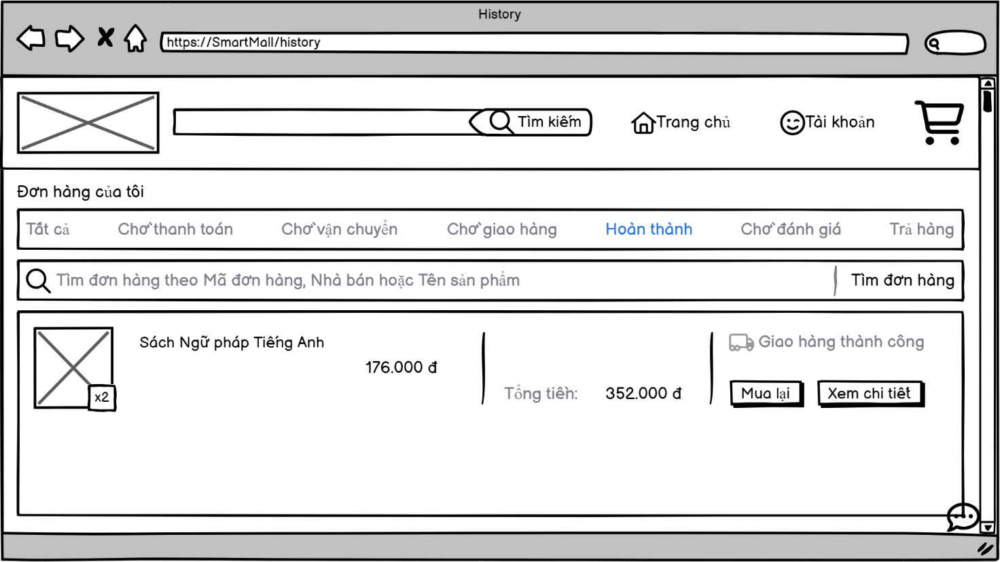 History
https://SmartMall/history
Tìm kiếm
Trang chủ
Tài khoản
Đơn hàng của tôi
Tất cả
Chờ thanh toán
Chờ vận chuyển
Chờ giao hàng
Hoàn thành
Chờ đánh giá
Trả hàng
Tìm đơn hàng theo Mã đơn hàng, Nhà bán hoặc Tên sản phẩm
Tìm đơn hàng
Sách Ngữ pháp Tiếng Anh
176.000 đ
x2
Tổng tiền:
352.000 đ
Giao hàng thành công
Mua lại
Xem chi tiết